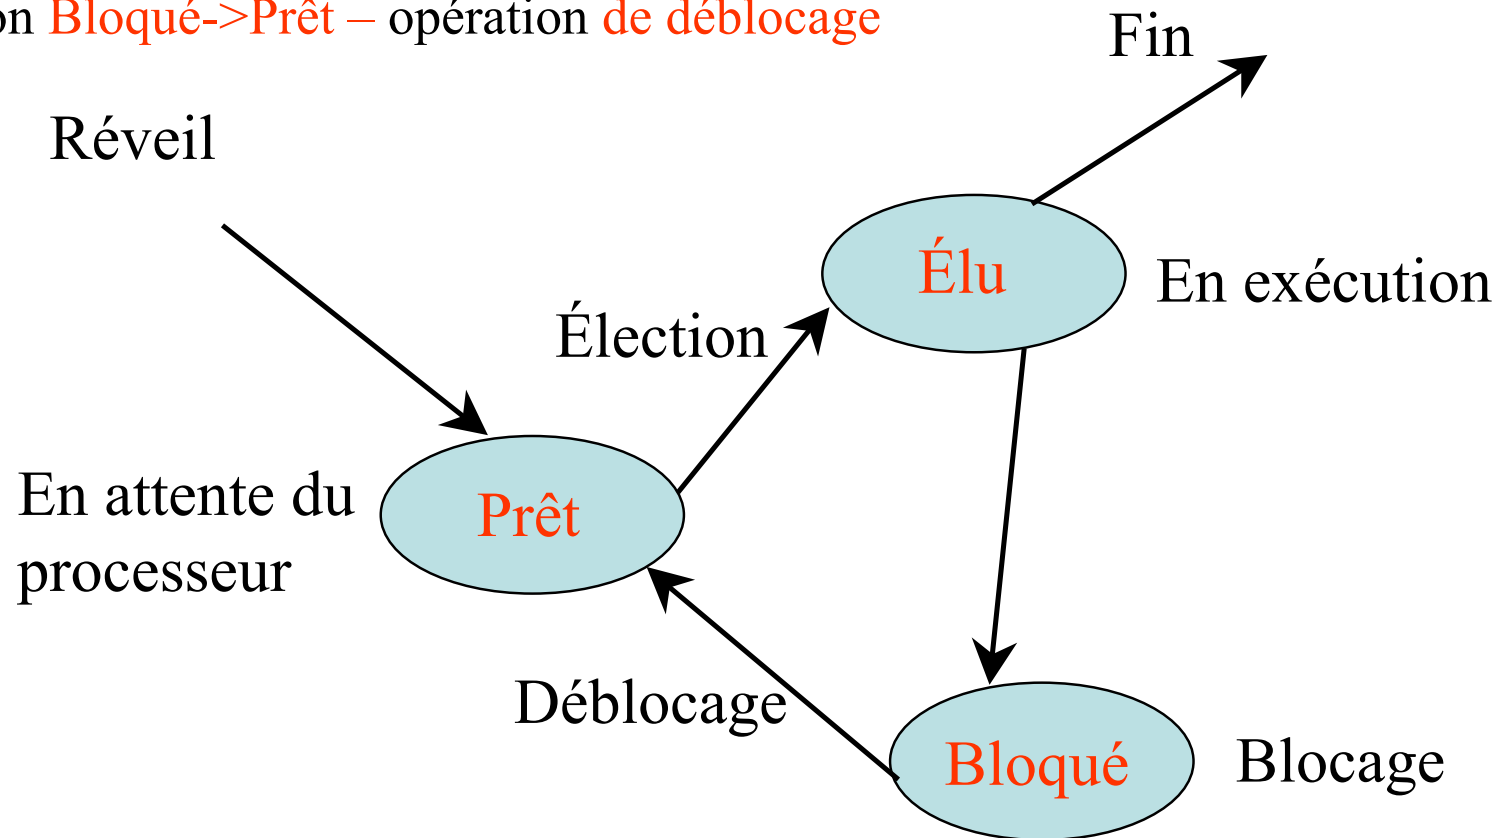 Bloqué->Prêt – opération de déblocage
Fin
Réveil
Élu
En exécution
Élection
En attente du
processeur
Prêt
Déblocage
Bloqué
Blocage